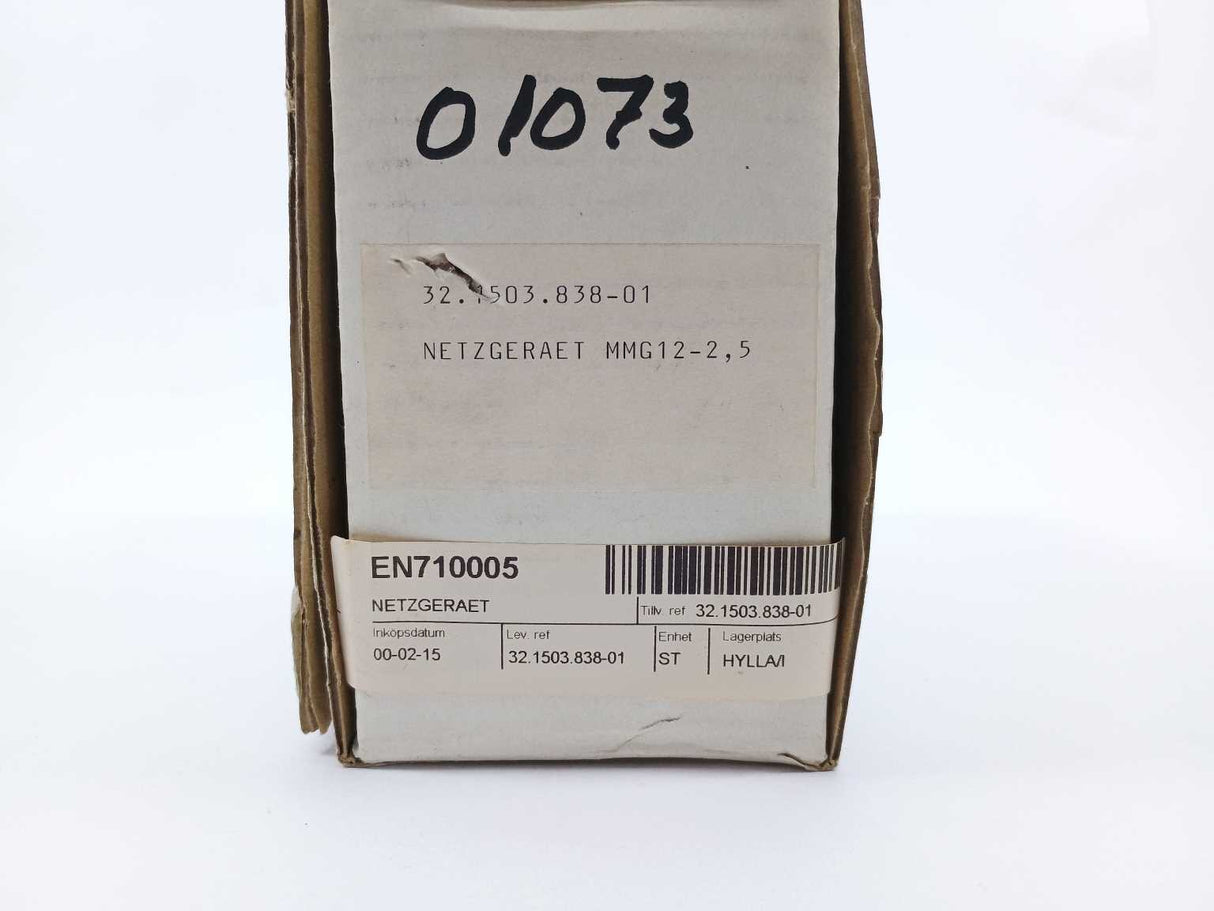 01073
32.1503.838-01
NETZGERAET MMG12-2,5
EN710005
NETZGERAET Tillv. ref 32.1503.838-01
Inköpsdatum Lev. ref Enhet Lagerplats
00-02-15 32.1503.838-01 ST HYLLA/I